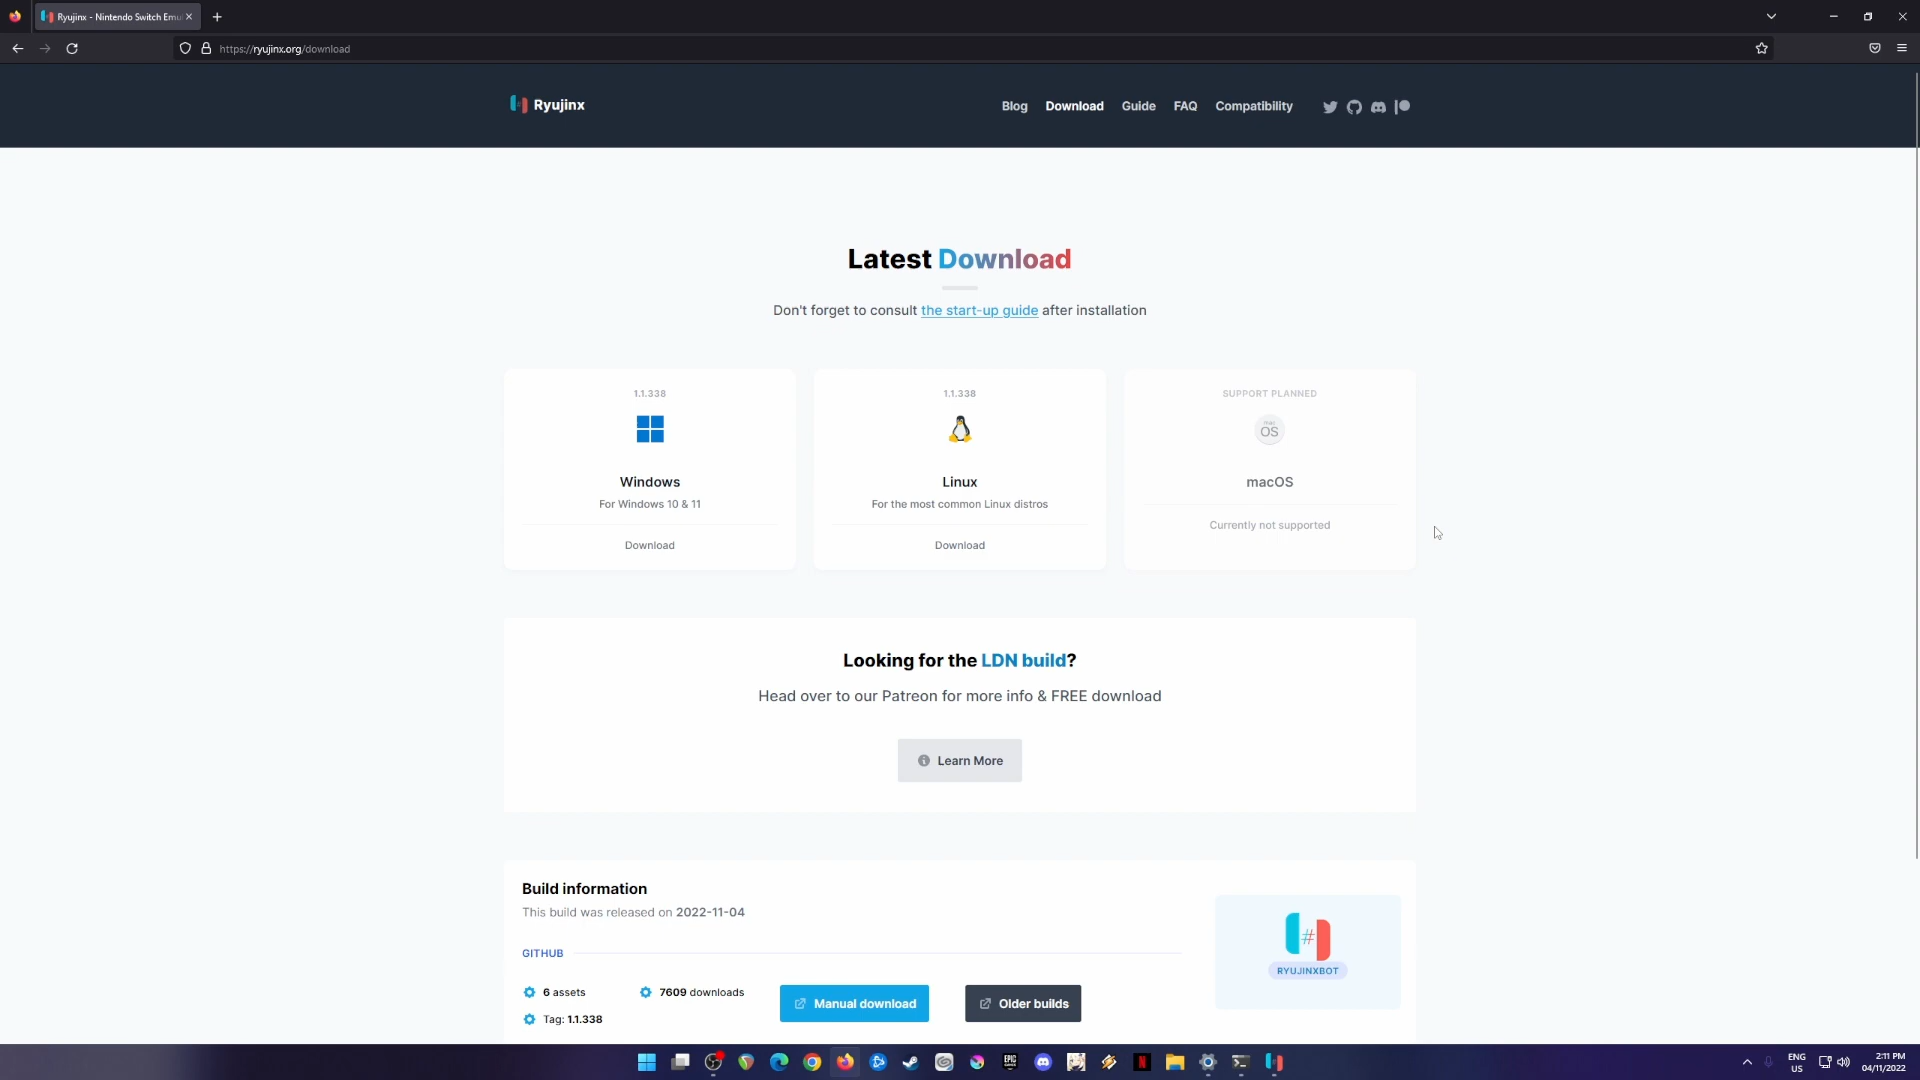 Ryujinx - Nintendo Switch Emu
https://ryujinx.org/download
Ryujinx
Blog
Download
Guide
FAQ
Compatibility
Latest Download
Don't forget to consult the start-up guide after installation
1.1.338
Windows
For Windows 10 & 11
Download
1.1.338
Linux
For the most common Linux distros
Download
SUPPORT PLANNED
mac
OS
macOS
Currently not supported
Looking for the LDN build?
Head over to our Patreon for more info & FREE download
Learn More
Build information
This build was released on 2022-11-04
GITHUB
6 assets
7609 downloads
Tag: 1.1.338
Manual download
Older builds
#
RYUJINXBOT
EPIC
N
ENG
US
2:11 PM
04/11/2022